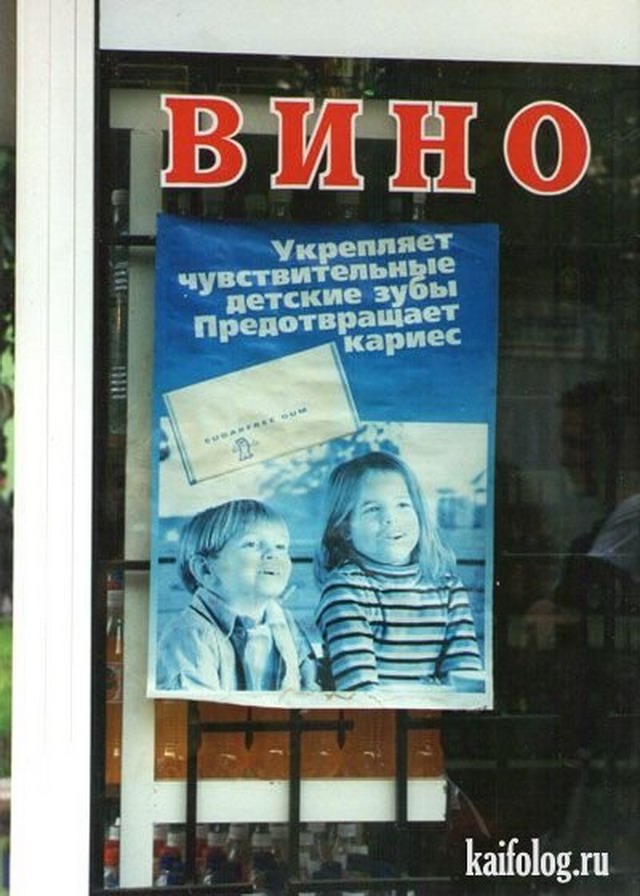 ВИНО
Укрепляет
чувствительные
детские зубы
Предотвращает
кариес
SUGARFREE GUM
kaifolog.ru